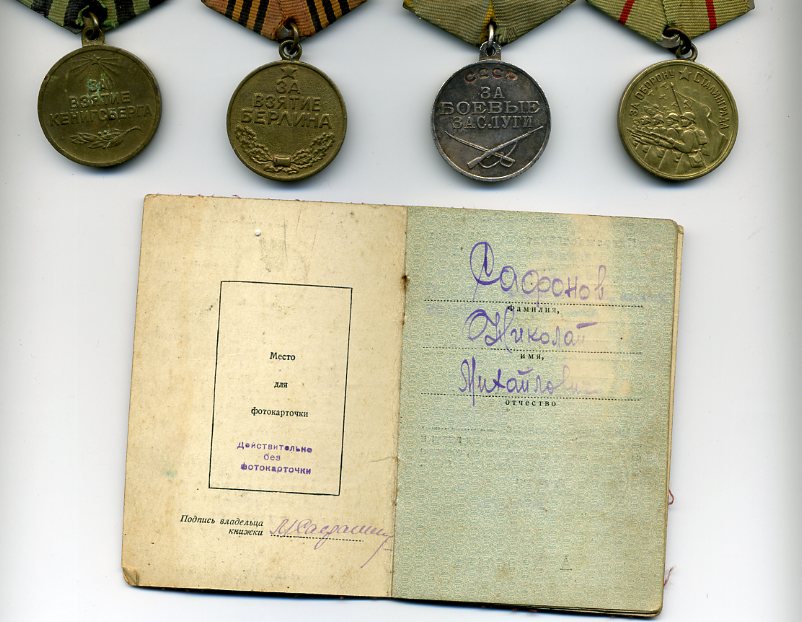 ЗА
ВЗЯТИЕ
КЕНИГСБЕРГА
ЗА
ВЗЯТИЕ
БЕРЛИНА
СССР
ЗА
БОЕВЫЕ
ЗАСЛУГИ
ЗА ОБОРОНУ СТАЛИНГРАДА
Место
для
фотокарточки
Действительно
без
фотокарточки
Подпись владельца
книжки
Сафонов
фамилия,
Николай
имя,
Михайлович
отчество